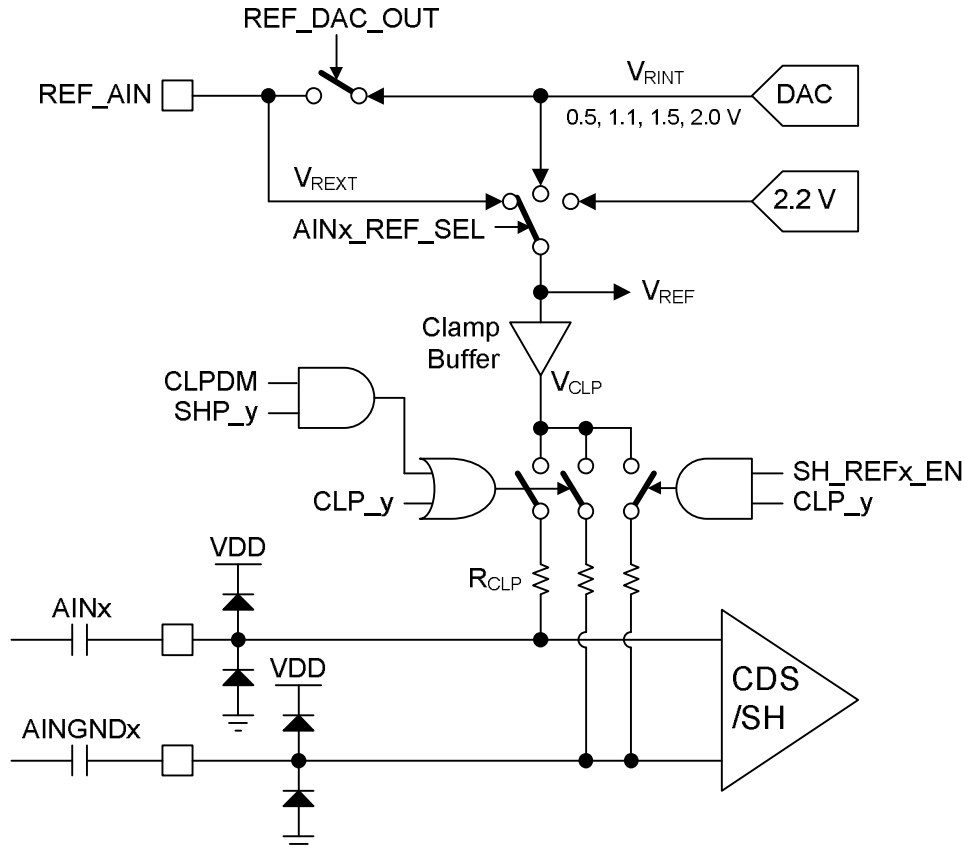 REF_DAC_OUT
REF_AIN
VRINT
DAC
0.5, 1.1, 1.5, 2.0 V
VREXT
2.2 V
AINx_REF_SEL
VREF
Clamp
Buffer
VCLP
CLPDM
SHP_y
SH_REFx_EN
CLP_y
CLP_y
VDD
RCLP
AINx
VDD
CDS
/SH
AINGNDx